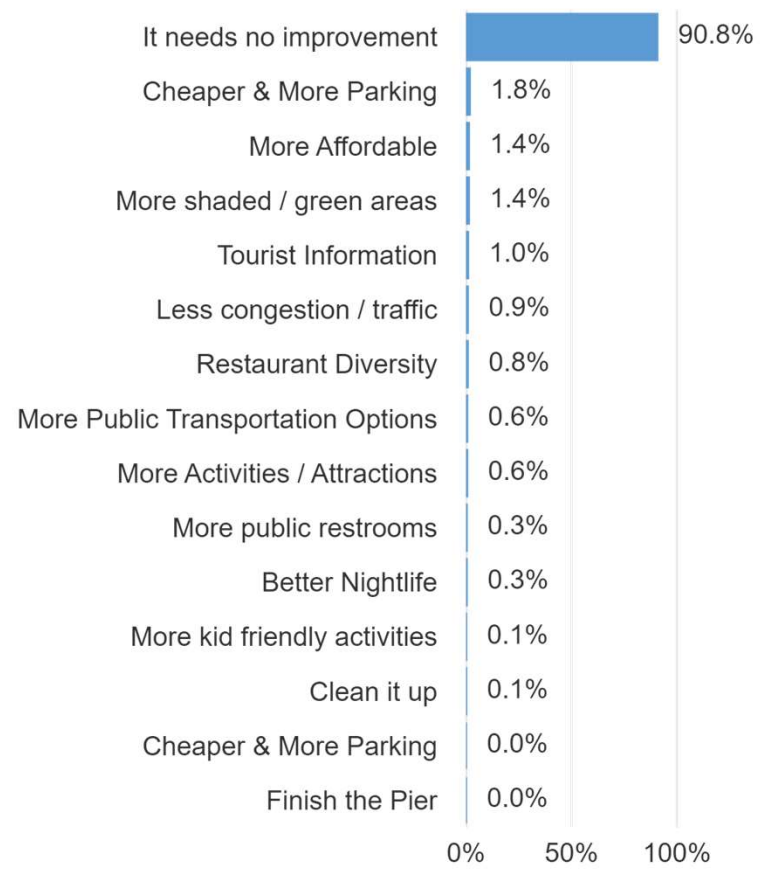 It needs no improvement 90.8%
Cheaper & More Parking 1.8%
More Affordable 1.4%
More shaded / green areas 1.4%
Tourist Information 1.0%
Less congestion / traffic 0.9%
Restaurant Diversity 0.8%
More Public Transportation Options 0.6%
More Activities / Attractions 0.6%
More public restrooms 0.3%
Better Nightlife 0.3%
More kid friendly activities 0.1%
Clean it up 0.1%
Cheaper & More Parking 0.0%
Finish the Pier 0.0%
0% 50% 100%